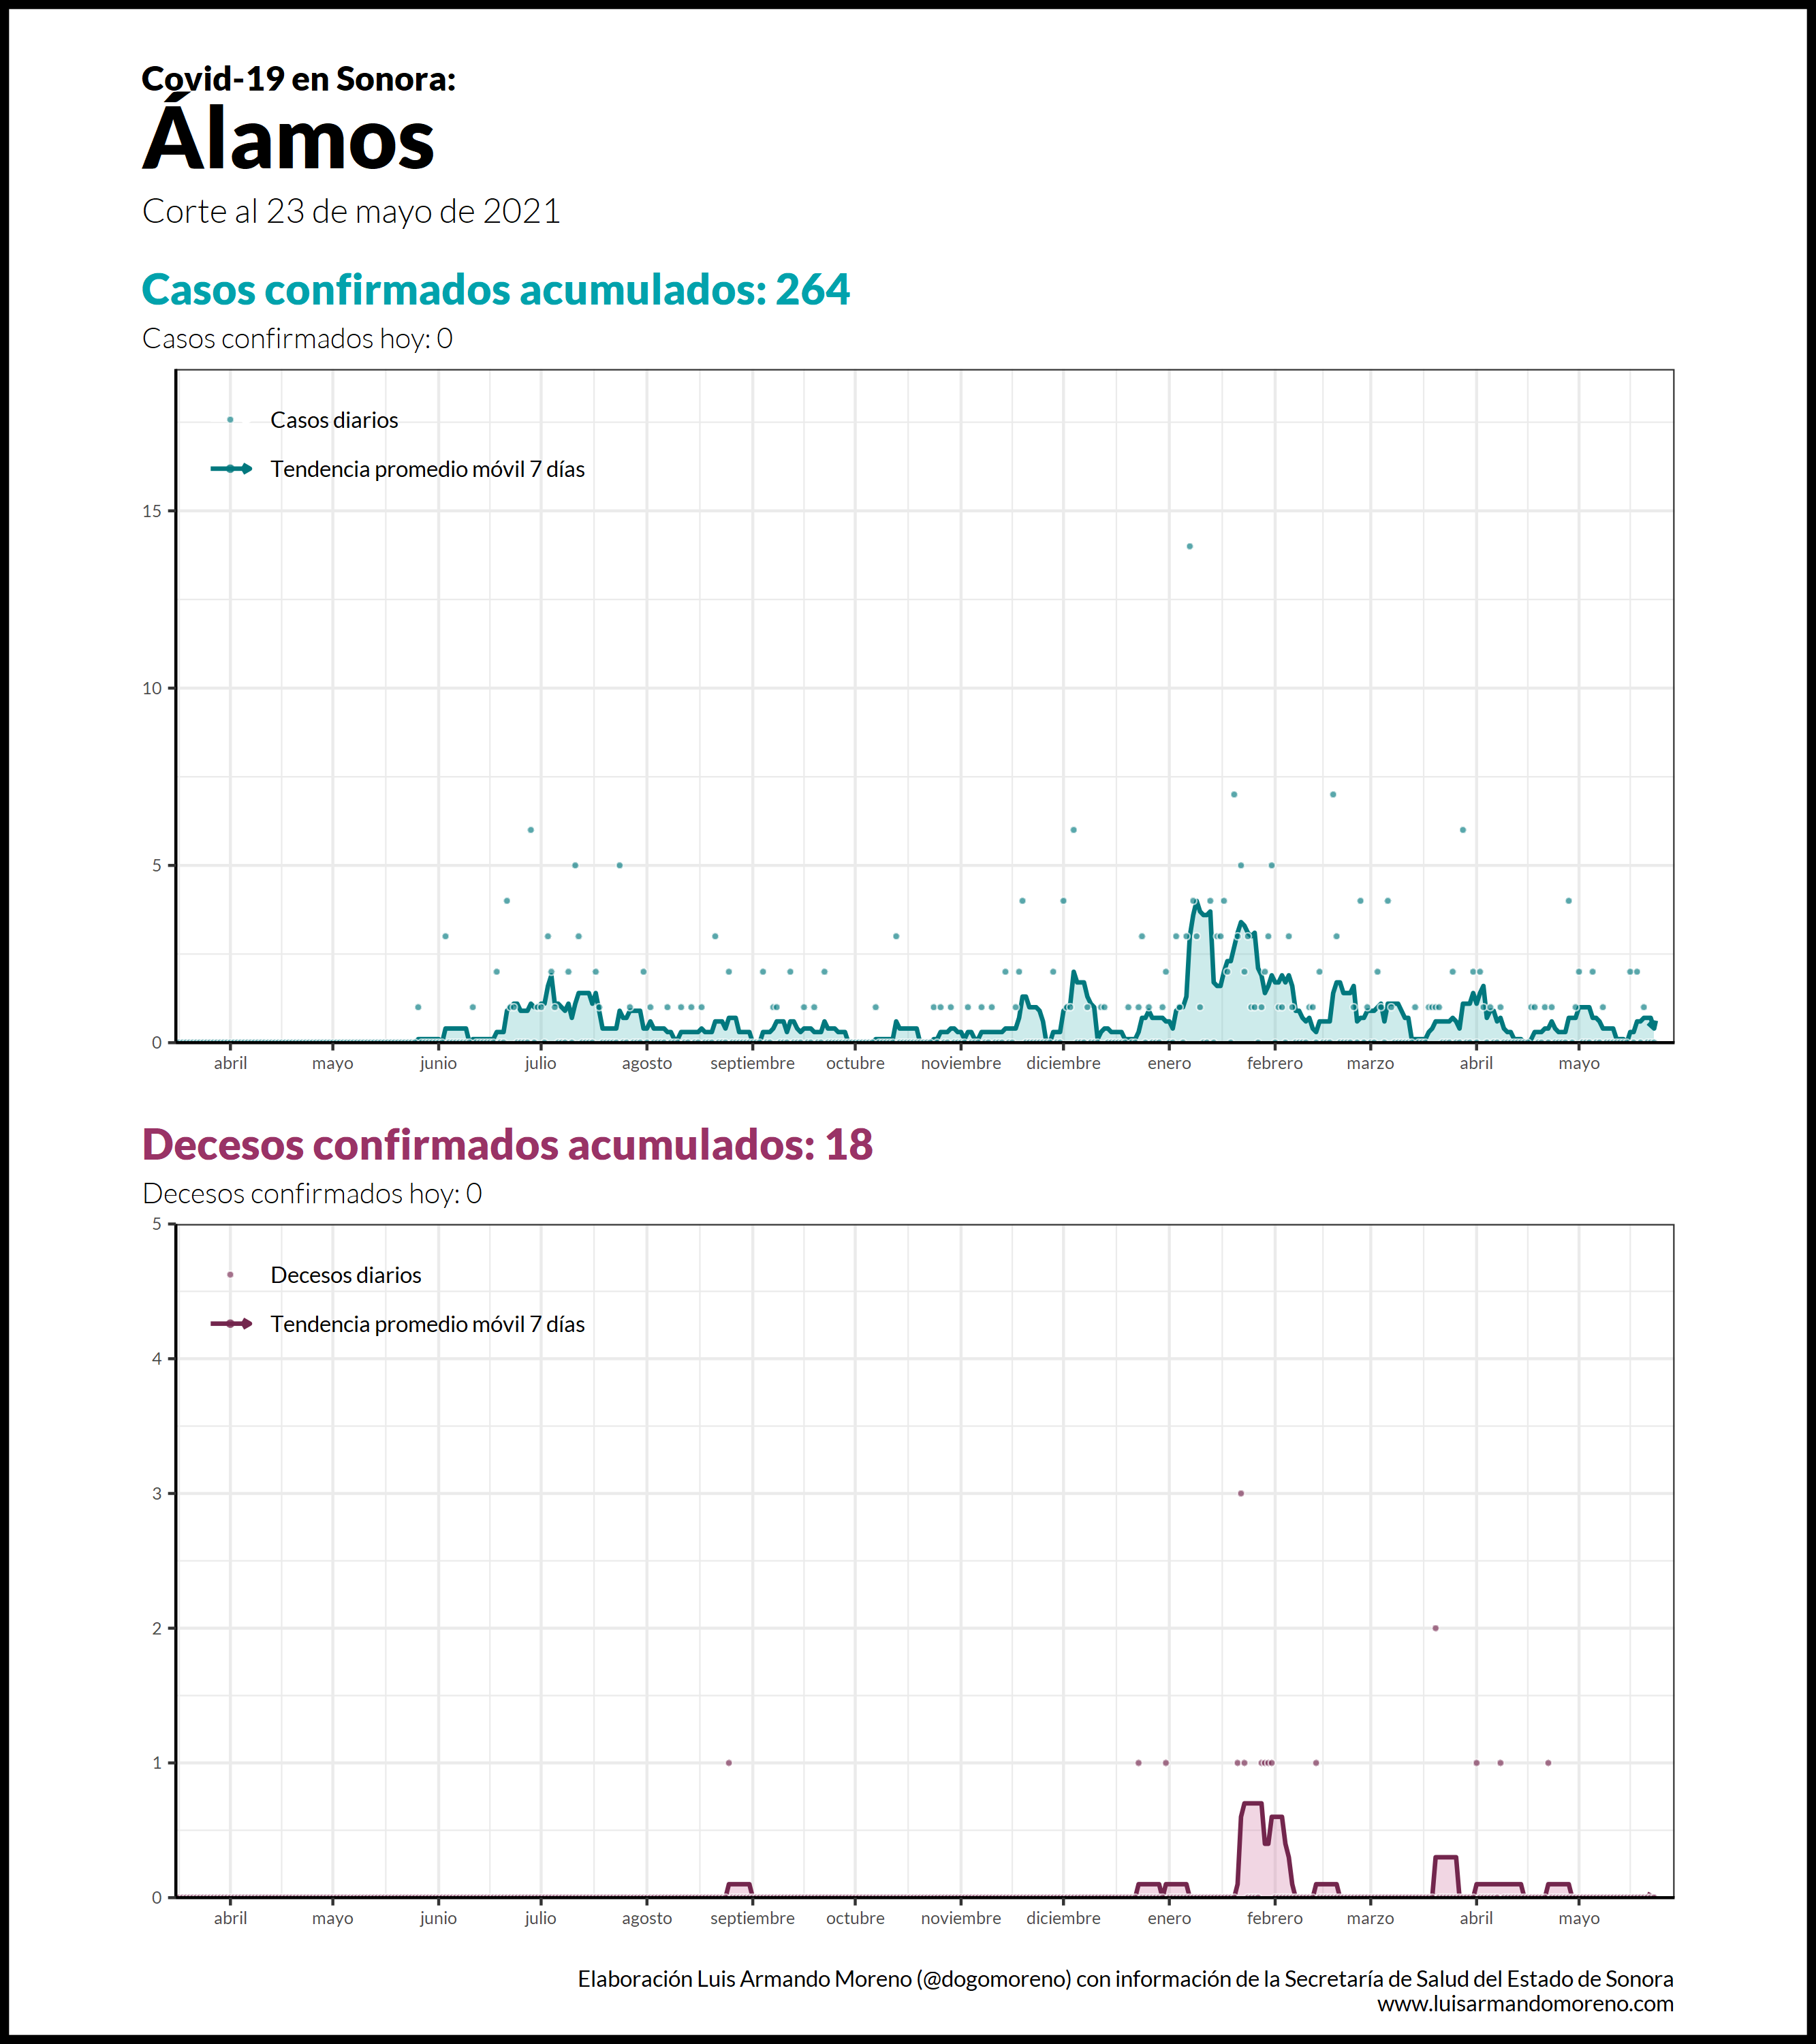 Covid-19 en Sonora:
Álamos
Corte al 23 de mayo de 2021
Casos confirmados acumulados: 264
Casos confirmados hoy: 0
Casos diarios
Tendencia promedio móvil 7 días
15
10
5
0
abril mayo junio julio agosto septiembre octubre noviembre diciembre enero febrero marzo abril mayo
Decesos confirmados acumulados: 18
Decesos confirmados hoy: 0
5
Decesos diarios
Tendencia promedio móvil 7 días
4
3
2
1
0
abril mayo junio julio agosto septiembre octubre noviembre diciembre enero febrero marzo abril mayo
Elaboración Luis Armando Moreno (@dogomoreno) con información de la Secretaría de Salud del Estado de Sonora
www.luisarmandomoreno.com